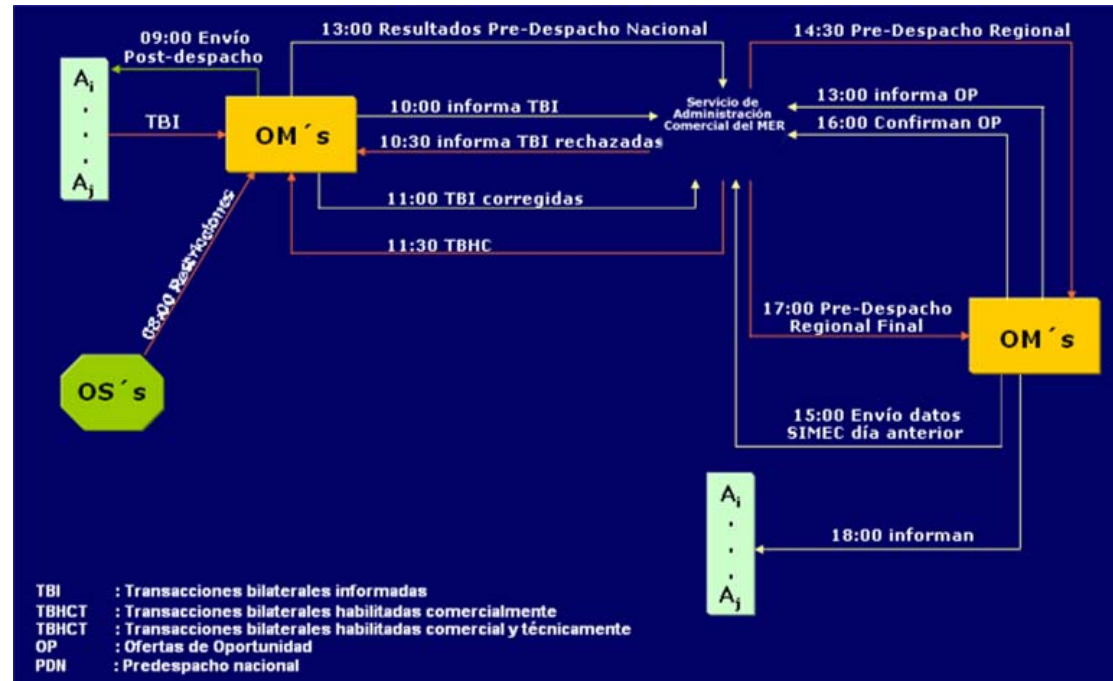 09:00 Envío
Post-despacho
13:00 Resultados Pre-Despacho Nacional
14:30 Pre-Despacho Regional
Ai
.
.
.
Aj
TBI
OM´s
10:00 informa TBI
10:30 informa TBI rechazadas
11:00 TBI corregidas
11:30 TBHC
Servicio de
Administración
Comercial del MER
13:00 informa OP
16:00 Confirman OP
08:00 Restricciones
OS´s
17:00 Pre-Despacho
Regional Final
OM´s
15:00 Envío datos
SIMEC día anterior
Ai
.
.
.
Aj
18:00 informan
TBI : Transacciones bilaterales informadas
TBHCT : Transacciones bilaterales habilitadas comercialmente
TBHCT : Transacciones bilaterales habilitadas comercial y técnicamente
OP : Ofertas de Oportunidad
PDN : Predespacho nacional